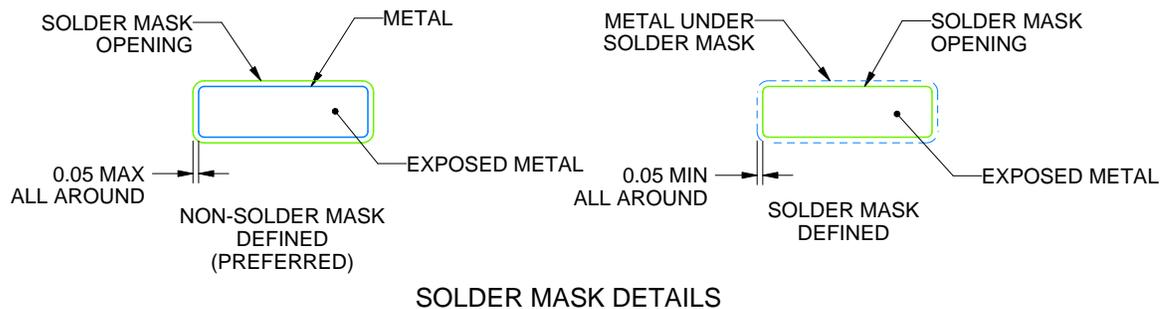 SOLDER MASK
OPENING
METAL
EXPOSED METAL
0.05 MAX
ALL AROUND
NON-SOLDER MASK
DEFINED
(PREFERRED)
METAL UNDER
SOLDER MASK
SOLDER MASK
OPENING
EXPOSED METAL
0.05 MIN
ALL AROUND
SOLDER MASK
DEFINED
SOLDER MASK DETAILS